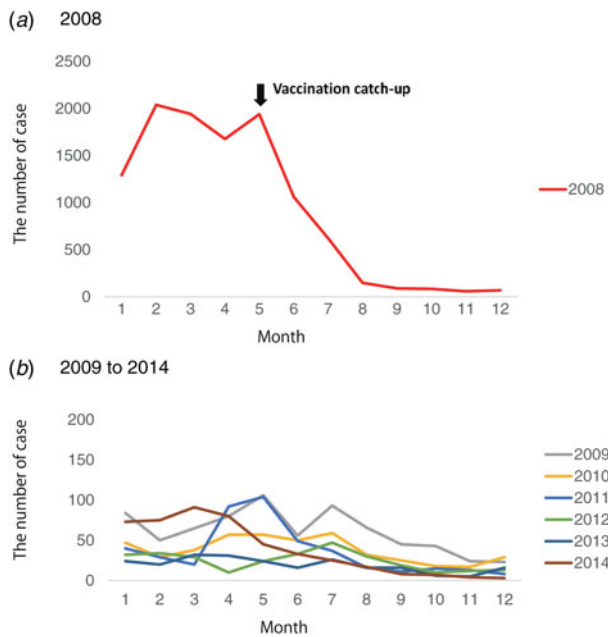 (a) 2008
2500
2000
1500
1000
500
0
The number of case
Vaccination catch-up
2008
1 2 3 4 5 6 7 8 9 10 11 12
Month
(b) 2009 to 2014
200
150
100
50
0
The number of case
2009
2010
2011
2012
2013
2014
1 2 3 4 5 6 7 8 9 10 11 12
Month